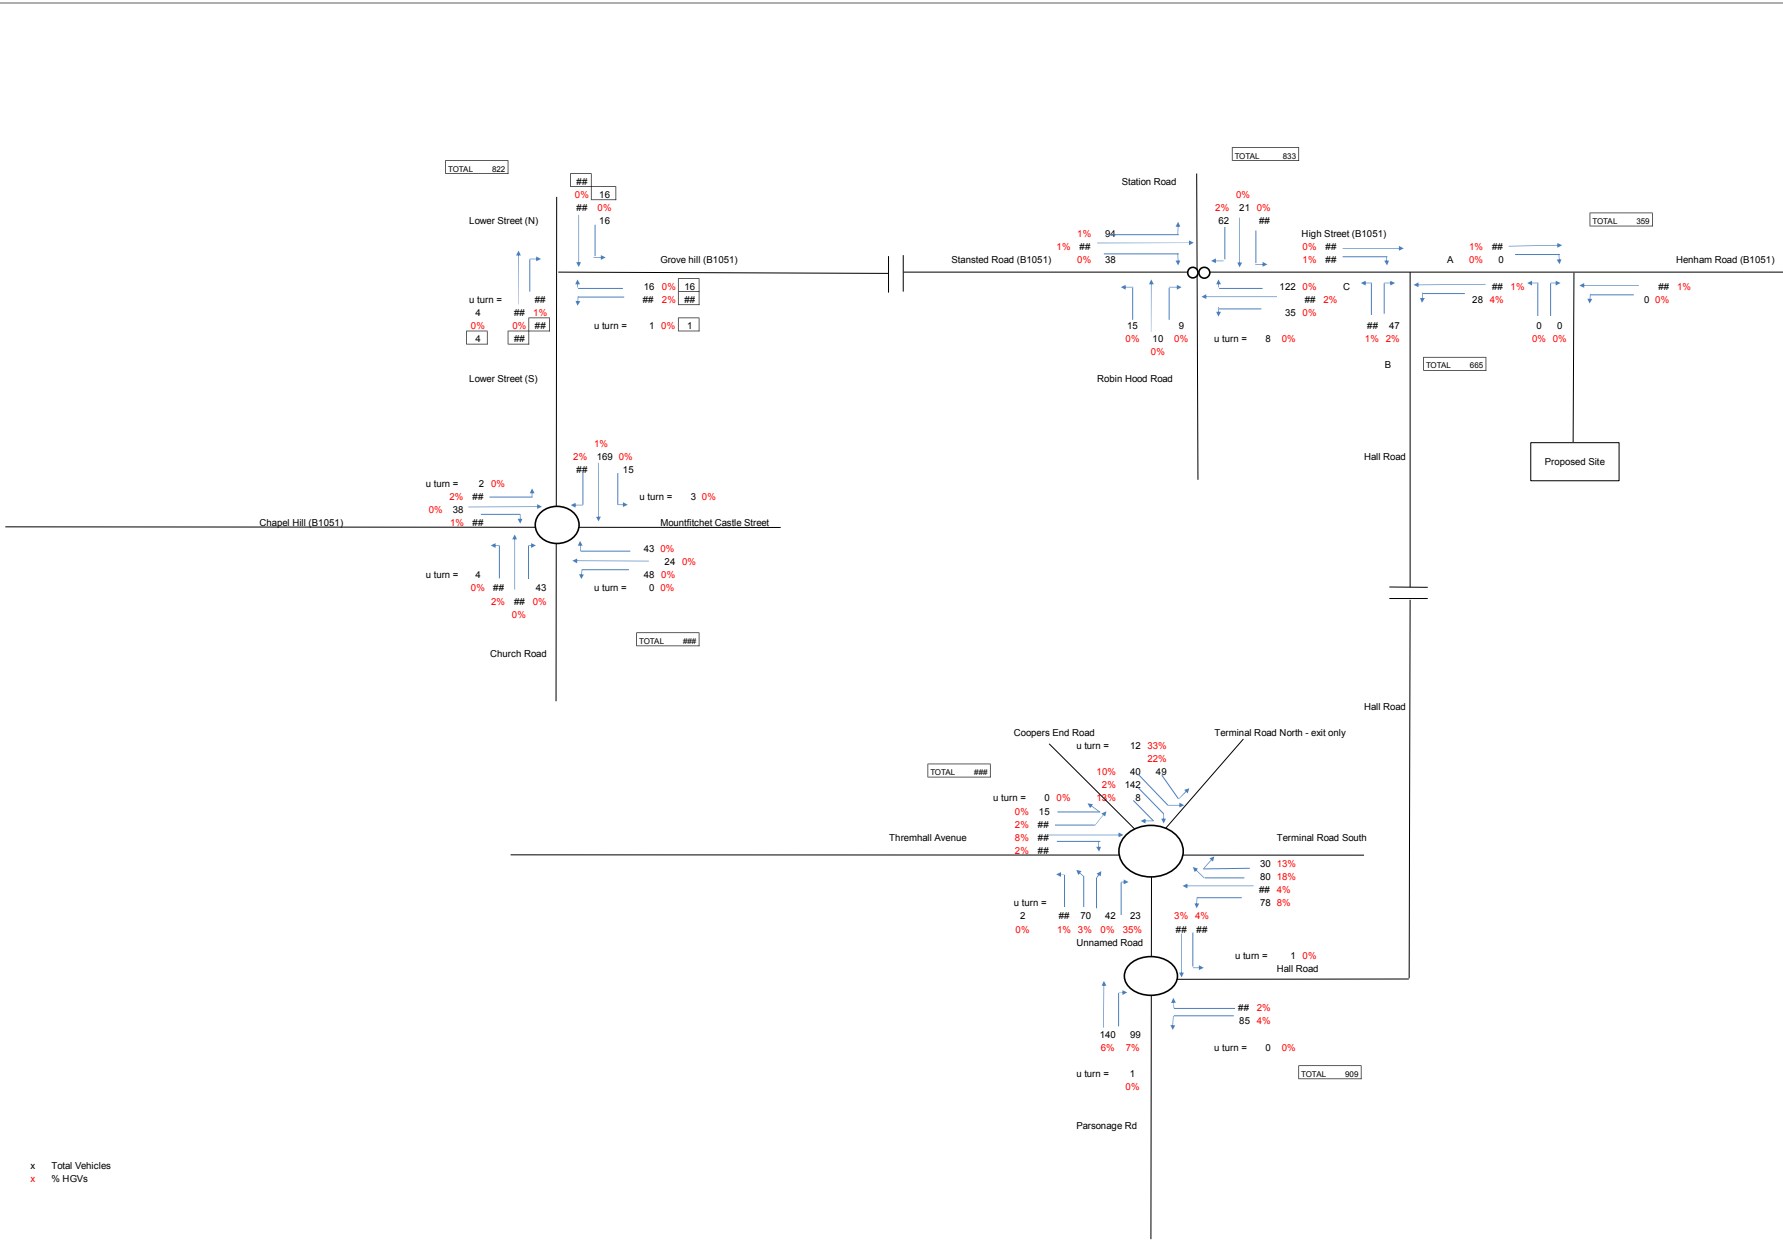 TOTAL 822
##
0% 16
## 0%
16
Lower Street (N)
Grove hill (B1051)
u turn = ##
4 ## 1%
0% 0% ##
4 ##
16 0% 16
## 2% ##
u turn = 1 0% 1
Lower Street (S)
TOTAL 833
Station Road
0%
2% 21 0%
62 ##
1% 94
1% ##
0% 38
Stansted Road (B1051)
High Street (B1051)
0% ##
1% ##
TOTAL 359
A
1% ##
0% 0
Henham Road (B1051)
15 9
0% 10 0%
0%
122 0%
## 2%
35 0%
u turn = 8 0%
Robin Hood Road
C
## 47
1% 2%
B
## 1%
28 4%
0 0
0% 0%
## 1%
0 0%
TOTAL 665
Hall Road
Proposed Site
1%
2% 169 0%
## 15
u turn = 2 0%
2% ##
0% 38
1% ##
u turn = 3 0%
Chapel Hill (B1051)
Mountfitchet Castle Street
43 0%
24 0%
48 0%
u turn = 0 0%
u turn = 4
0% ## 43
2% ## 0%
0%
TOTAL ###
Church Road
Hall Road
Coopers End Road
Terminal Road North - exit only
u turn = 12 33%
22%
10% 40 49
2% 142
13% 8
TOTAL ###
u turn = 0 0%
0% 15
2% ##
8% ##
2% ##
Thremhall Avenue
Terminal Road South
30 13%
80 18%
## 4%
78 8%
u turn =
2 ## 70 42 23
0% 1% 3% 0% 35%
Unnamed Road
3% 4%
## ##
u turn = 1 0%
Hall Road
## 2%
85 4%
140 99
6% 7%
u turn = 0 0%
u turn = 1
0%
TOTAL 909
Parsonage Rd
x Total Vehicles
x % HGVs